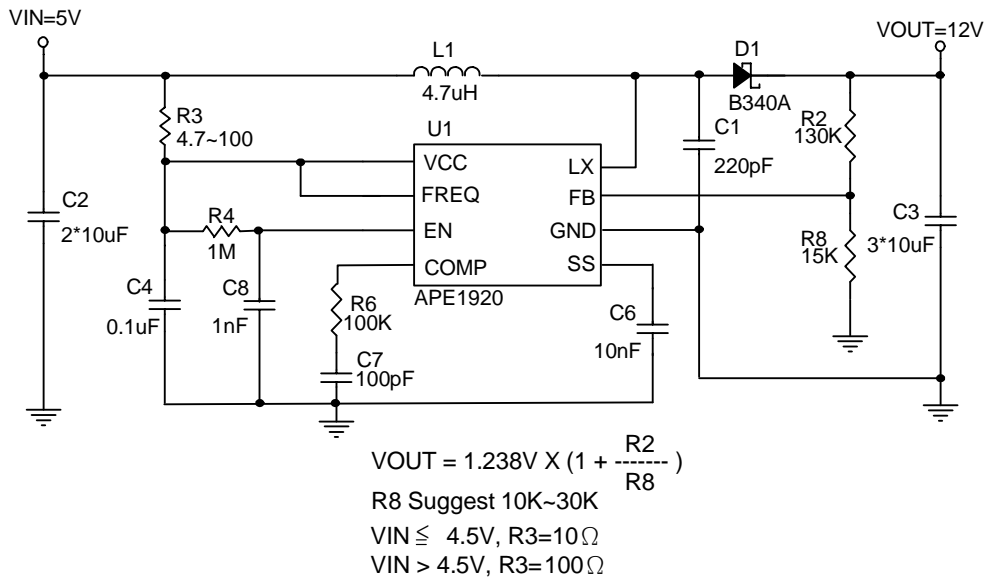 VIN=5V
VOUT=12V
L1
4.7uH
D1
B340A
R3
4.7~100
U1
VCC
FREQ
EN
COMP
LX
FB
GND
SS
APE1920
C1
220pF
R2
130K
R8
15K
C2
2*10uF
C3
3*10uF
R4
1M
C4
0.1uF
C8
1nF
R6
100K
C7
100pF
C6
10nF
VOUT = 1.238V X (1 + R2
------- )
R8
R8 Suggest 10K~30K
VIN ≦ 4.5V, R3=10Ω
VIN > 4.5V, R3=100Ω